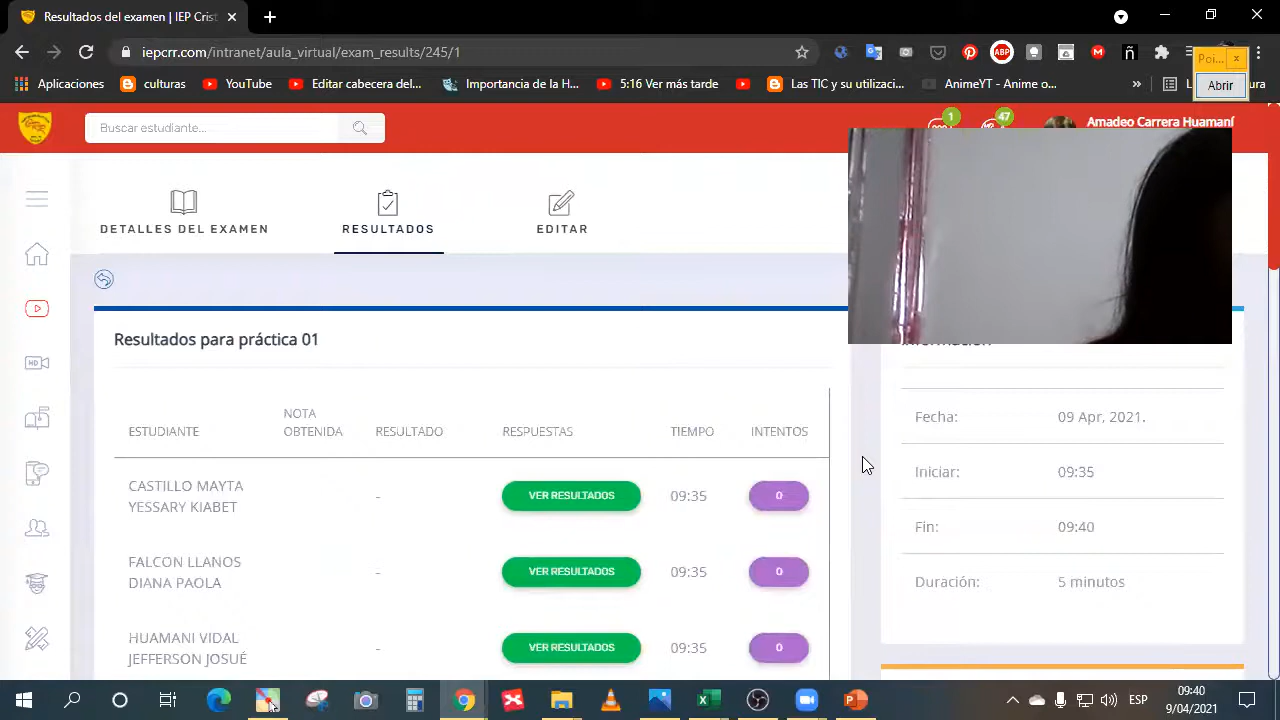 Resultados del examen | IEP Crist
iepcrr.com/intranet/aula_virtual/exam_results/245/1
ABP
ñ
Poi...
Abrir
Aplicaciones
culturas
YouTube
Editar cabecera del...
Importancia de la H...
5:16 Ver más tarde
Las TIC y su utilizaci...
AnimeYT - Anime o...
Buscar estudiante...
1
47
Amadeo Carrera Huamaní
DETALLES DEL EXAMEN
RESULTADOS
EDITAR
Resultados para práctica 01
ESTUDIANTE
NOTA OBTENIDA
RESULTADO
RESPUESTAS
TIEMPO
INTENTOS
CASTILLO MAYTA
YESSARY KIABET
-
VER RESULTADOS
09:35
0
FALCON LLANOS
DIANA PAOLA
-
VER RESULTADOS
09:35
0
HUAMANI VIDAL
JEFFERSON JOSUÉ
-
VER RESULTADOS
09:35
0
Fecha: 09 Apr, 2021.
Iniciar: 09:35
Fin: 09:40
Duración: 5 minutos
HD
ESP
09:40
9/04/2021